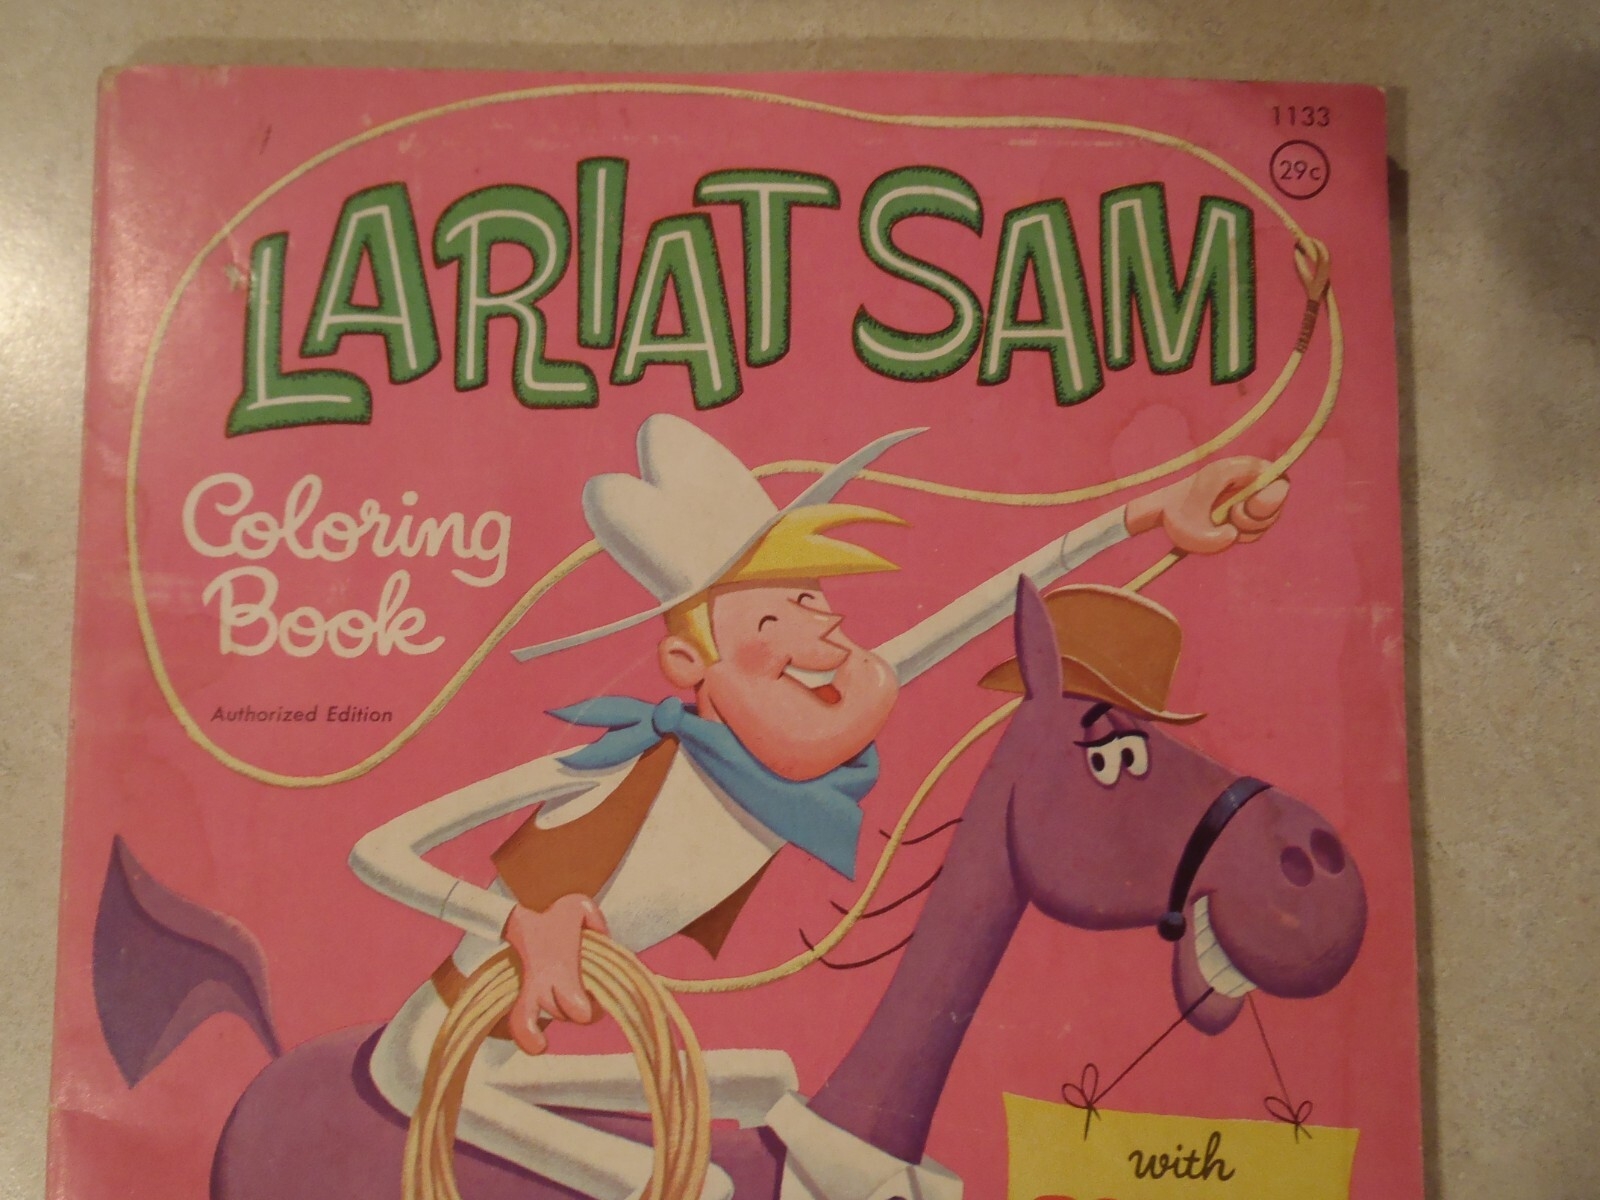 1133
29c
LARIAT SAM
Coloring
Book
Authorized Edition
with